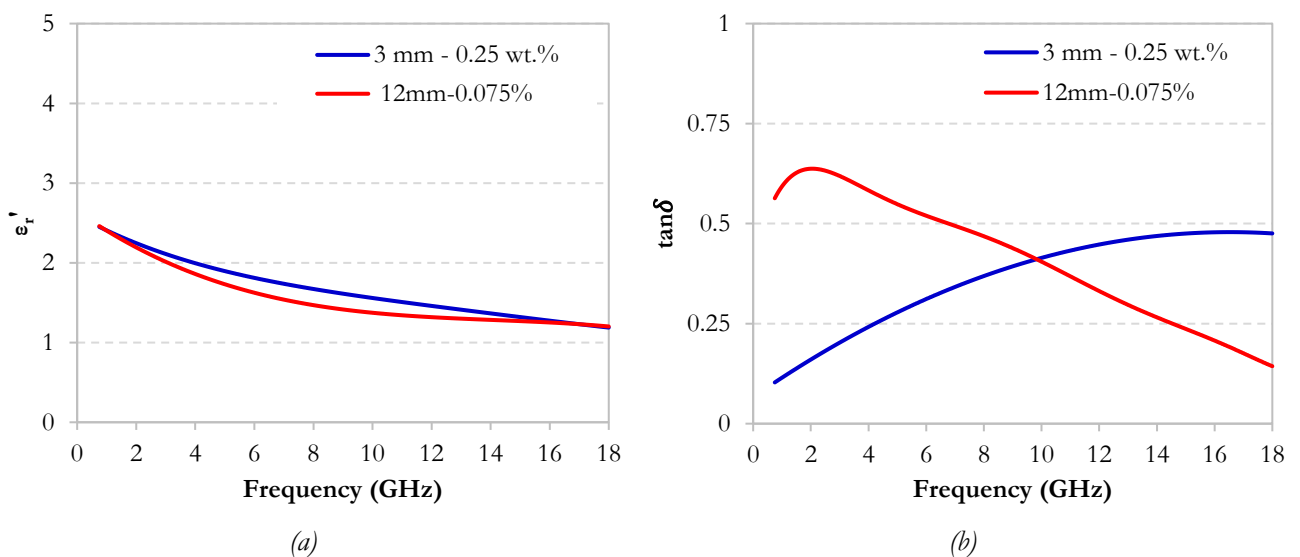 5
4
3
2
1
0
εr'
3 mm - 0.25 wt.%
12mm-0.075%
0 2 4 6 8 10 12 14 16 18
Frequency (GHz)
(a)
1
0.75
0.5
0.25
0
tanδ
3 mm - 0.25 wt.%
12mm-0.075%
0 2 4 6 8 10 12 14 16 18
Frequency (GHz)
(b)